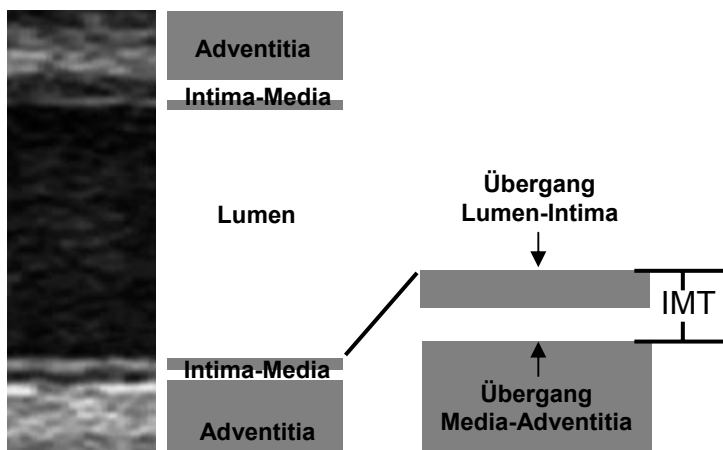 Adventitia
Intima-Media
Lumen
Intima-Media
Adventitia
Übergang
Lumen-Intima
IMT
Übergang
Media-Adventitia